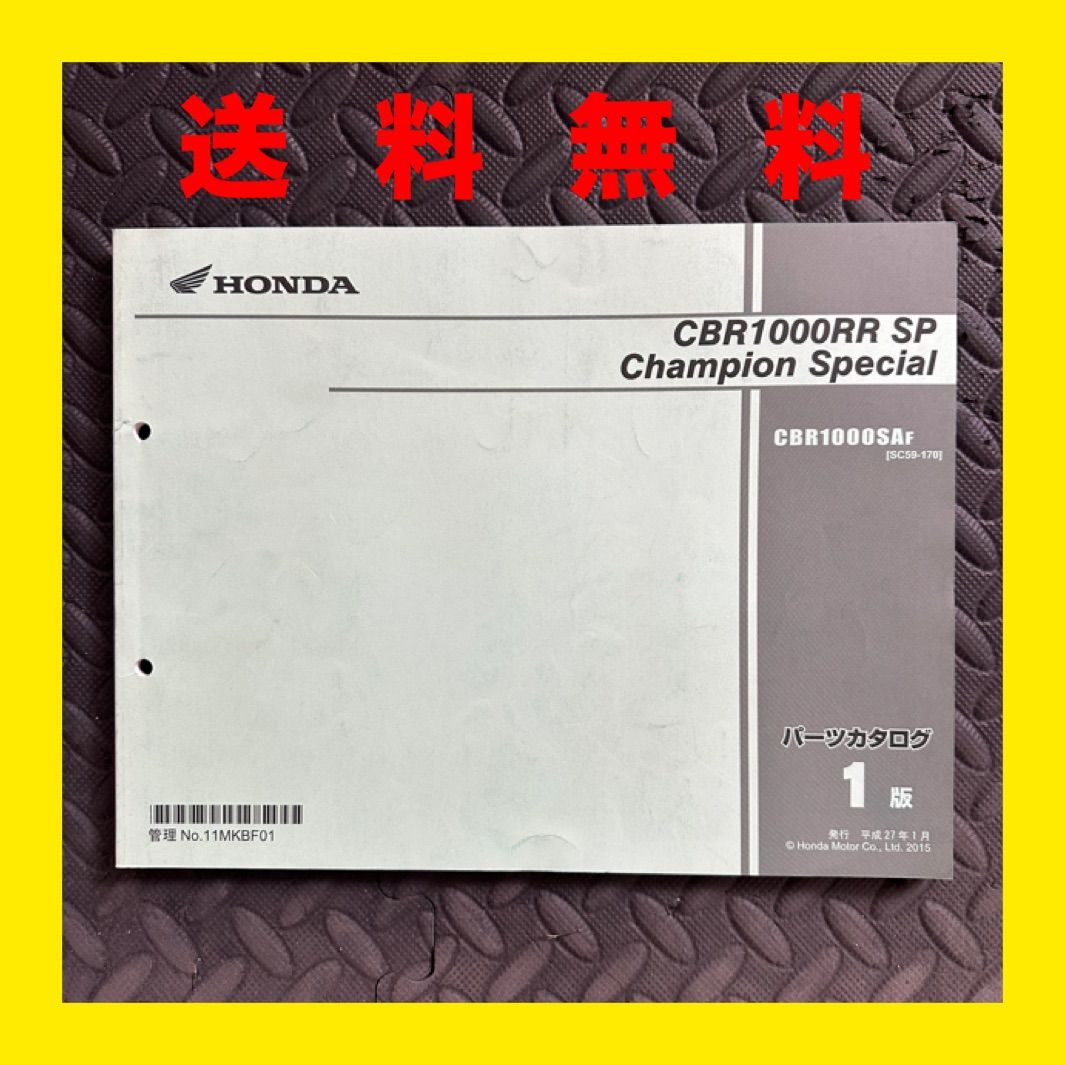 送料無料
HONDA
CBR1000RR SP
Champion Special
CBR1000SAF
[SC59-170]
パーツカタログ
1版
管理 No.11MKBF01
発行 平成27年1月
© Honda Motor Co., Ltd. 2015